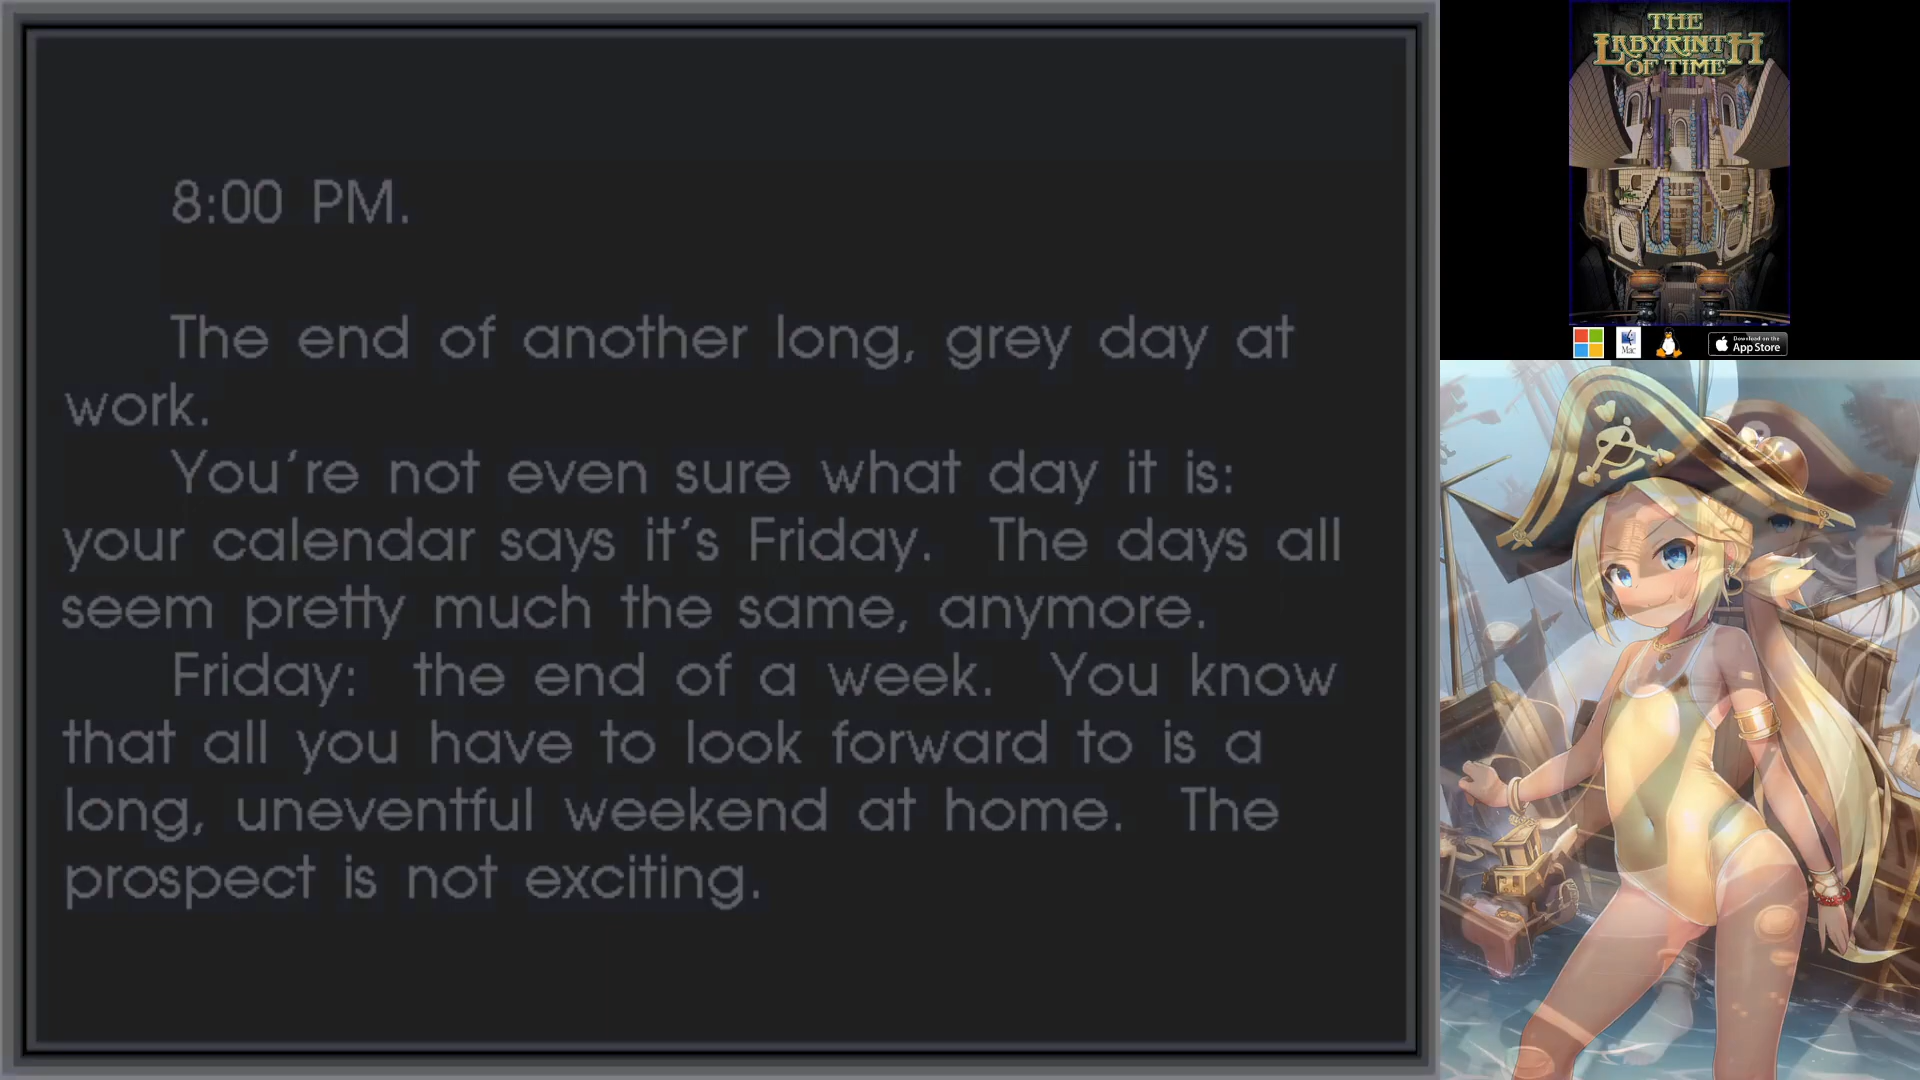 8:00 PM.
The end of another long, grey day at
work.
You're not even sure what day it is:
your calendar says it's Friday.  The days all
seem pretty much the same, anymore.
Friday:  the end of a week.  You know
that all you have to look forward to is a
long, uneventful weekend at home.  The
prospect is not exciting.
THE
LABYRINTH
OF TIME
Mac
Download on the
App Store